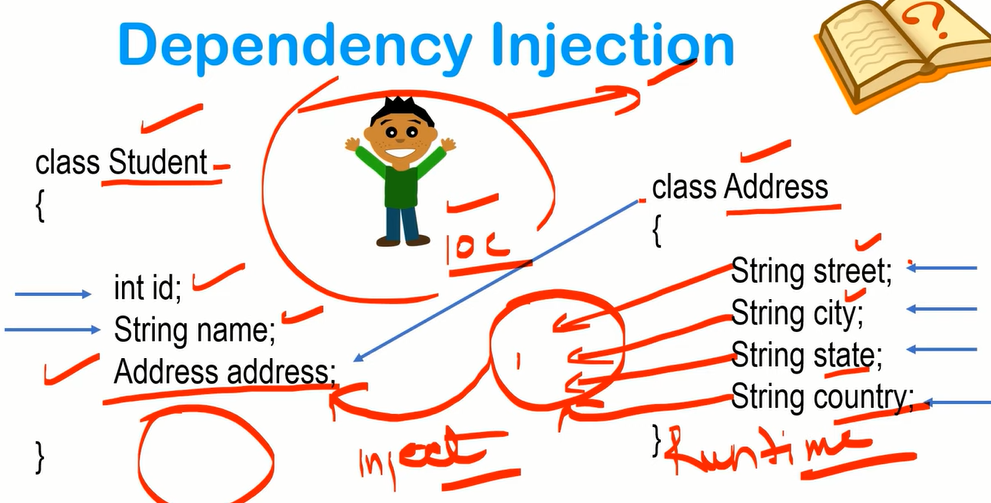 Dependency Injection
?
class Student
{
int id;
String name;
Address address;
}
IOC
class Address
{
String street;
String city;
String state;
String country;
}
Inject
Runtime